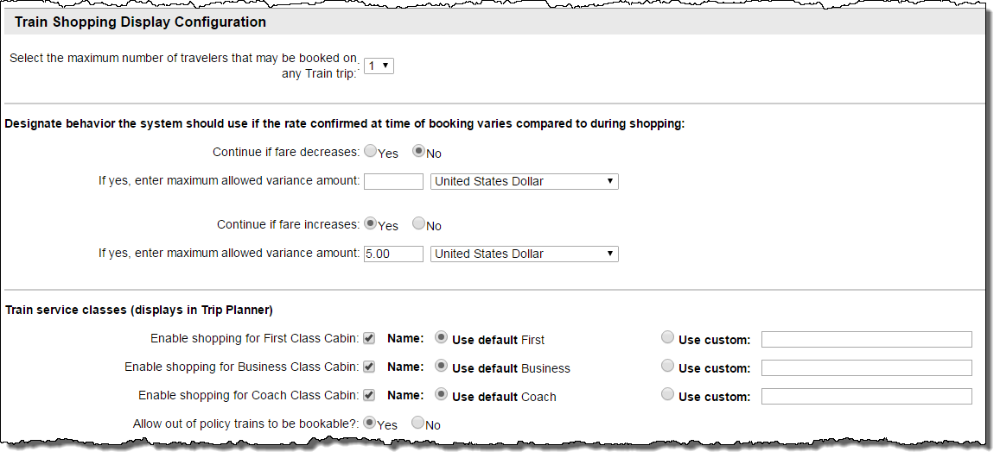 Train Shopping Display Configuration
Select the maximum number of travelers that may be booked on
any Train trip: 1
Designate behavior the system should use if the rate confirmed at time of booking varies compared to during shopping:
Continue if fare decreases: Yes No
If yes, enter maximum allowed variance amount: United States Dollar
Continue if fare increases: Yes No
If yes, enter maximum allowed variance amount: 5.00 United States Dollar
Train service classes (displays in Trip Planner)
Enable shopping for First Class Cabin: Name: Use default First Use custom:
Enable shopping for Business Class Cabin: Name: Use default Business Use custom:
Enable shopping for Coach Class Cabin: Name: Use default Coach Use custom:
Allow out of policy trains to be bookable?: Yes No